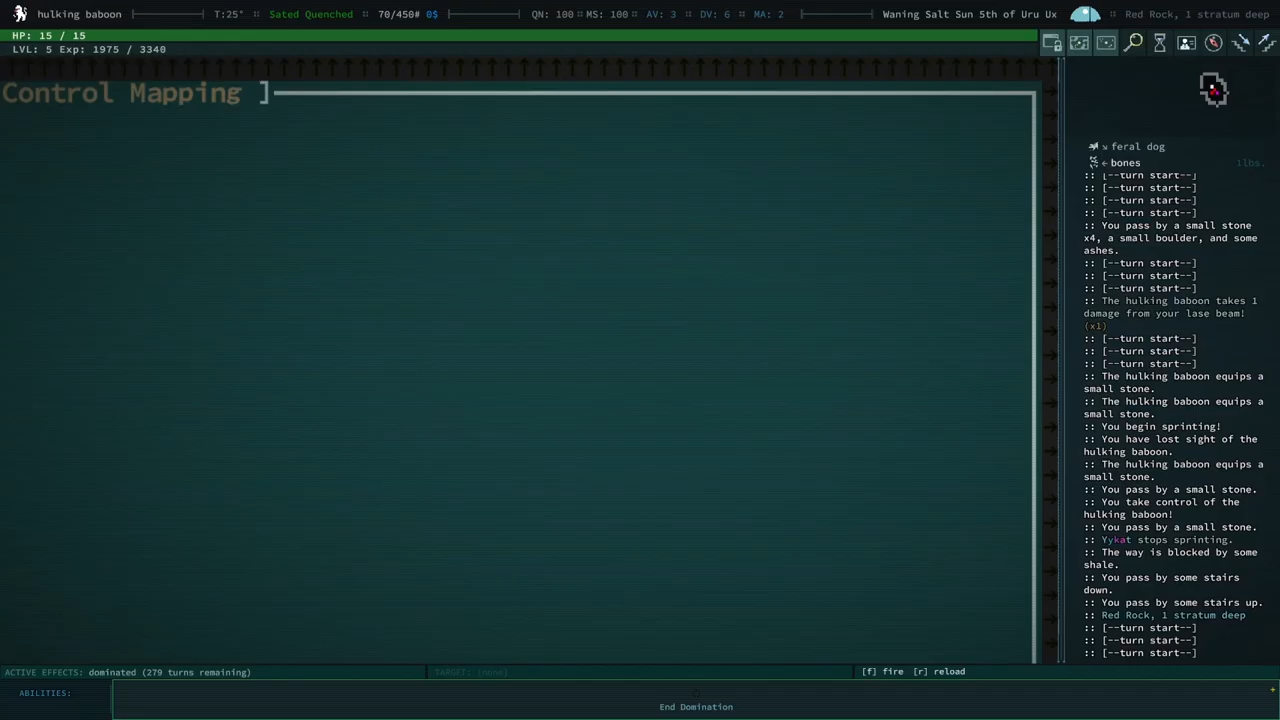 hulking baboon T:25° Sated Quenched 70/450# 0$ QN: 100 MS: 100 AV: 3 DV: 6 MA: 2 Waning Salt Sun 5th of Uru Ux Red Rock, 1 stratum deep
HP: 15 / 15
LVL: 5 Exp: 1975 / 3340
Control Mapping ]
feral dog
bones 1lbs.
:: [--turn start--]
:: [--turn start--]
:: [--turn start--]
:: [--turn start--]
:: You pass by a small stone
x4, a small boulder, and some
ashes.
:: [--turn start--]
:: [--turn start--]
:: [--turn start--]
:: The hulking baboon takes 1
damage from your lase beam!
(x1)
:: [--turn start--]
:: [--turn start--]
:: [--turn start--]
:: The hulking baboon equips a
small stone.
:: The hulking baboon equips a
small stone.
:: You begin sprinting!
:: You have lost sight of the
hulking baboon.
:: The hulking baboon equips a
small stone.
:: You pass by a small stone.
:: You take control of the
hulking baboon!
:: You pass by a small stone.
:: Yykat stops sprinting.
:: The way is blocked by some
shale.
:: You pass by some stairs
down.
:: You pass by some stairs up.
:: Red Rock, 1 stratum deep
:: [--turn start--]
:: [--turn start--]
:: [--turn start--]
ACTIVE EFFECTS: dominated (279 turns remaining) TARGET: [none] [f] fire [r] reload
ABILITIES:
End Domination